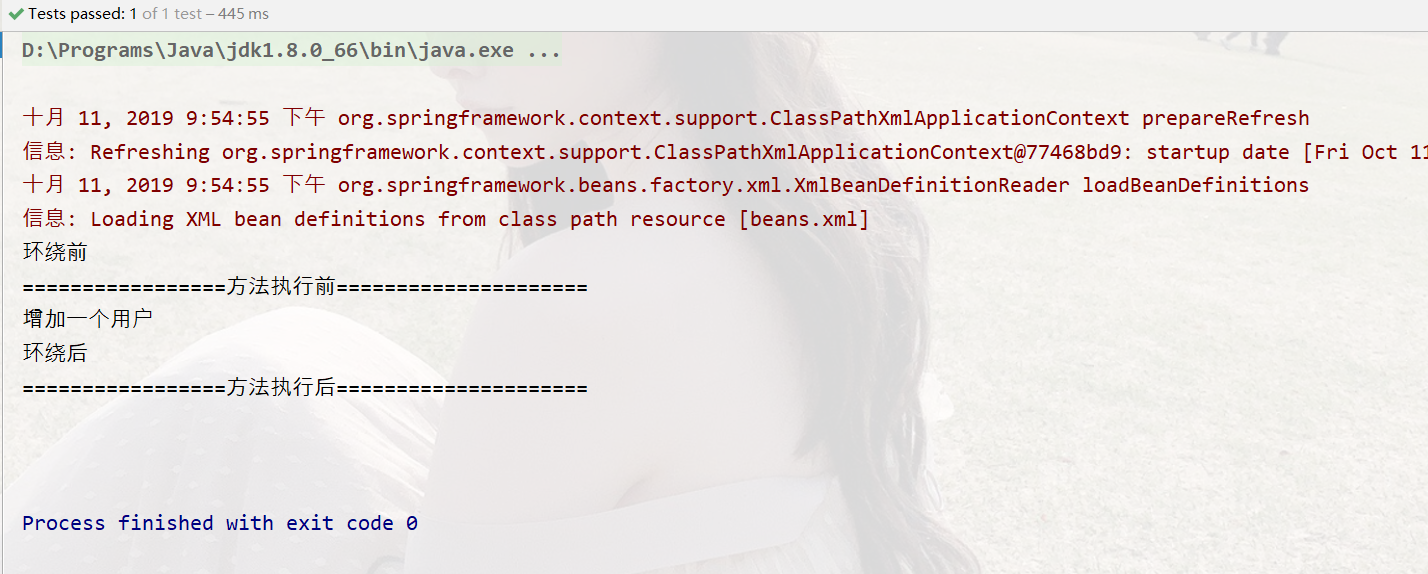 Tests passed: 1 of 1 test – 445 ms
D:\Programs\Java\jdk1.8.0_66\bin\java.exe ...
十月 11, 2019 9:54:55 下午 org.springframework.context.support.ClassPathXmlApplicationContext prepareRefresh
信息: Refreshing org.springframework.context.support.ClassPathXmlApplicationContext@77468bd9: startup date [Fri Oct 11
十月 11, 2019 9:54:55 下午 org.springframework.beans.factory.xml.XmlBeanDefinitionReader loadBeanDefinitions
信息: Loading XML bean definitions from class path resource [beans.xml]
环绕前
=================方法执行前=====================
增加一个用户
环绕后
=================方法执行后=====================
Process finished with exit code 0